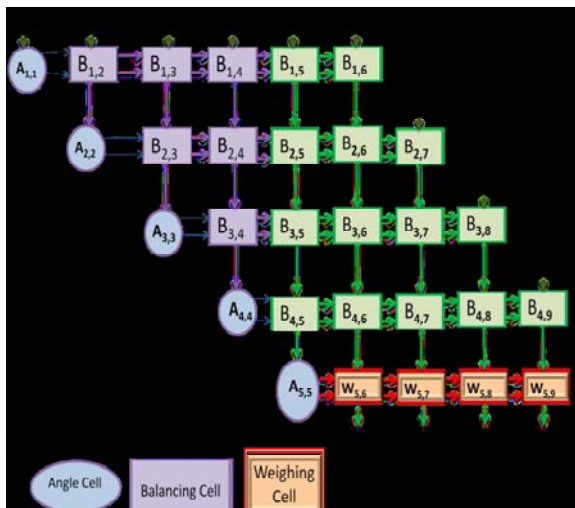 A1,1 B1,2 B1,3 B1,4 B1,5 B1,6
A2,2 B2,3 B2,4 B2,5 B2,6 B2,7
A3,3 B3,4 B3,5 B3,6 B3,7 B3,8
A4,4 B4,5 B4,6 B4,7 B4,8 B4,9
A5,5 W5,6 W5,7 W5,8 W5,9
Angle Cell Balancing Cell Weighing
Cell